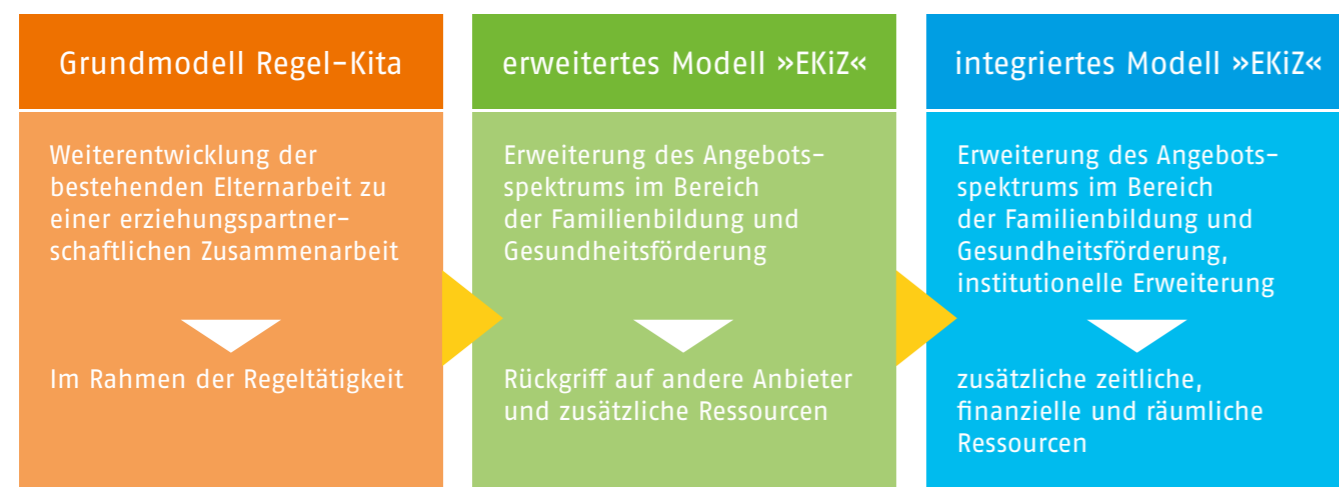 Grundmodell Regel-Kita
Weiterentwicklung der
bestehenden Elternarbeit zu
einer erziehungspartner-
schaftlichen Zusammenarbeit
Im Rahmen der Regeltätigkeit
erweitertes Modell »EKiZ«
Erweiterung des Angebots-
spektrums im Bereich
der Familienbildung und
Gesundheitsförderung
Rückgriff auf andere Anbieter
und zusätzliche Ressourcen
integriertes Modell »EKiZ«
Erweiterung des Angebots-
spektrums im Bereich
der Familienbildung und
Gesundheitsförderung,
institutionelle Erweiterung
zusätzliche zeitliche,
finanzielle und räumliche
Ressourcen